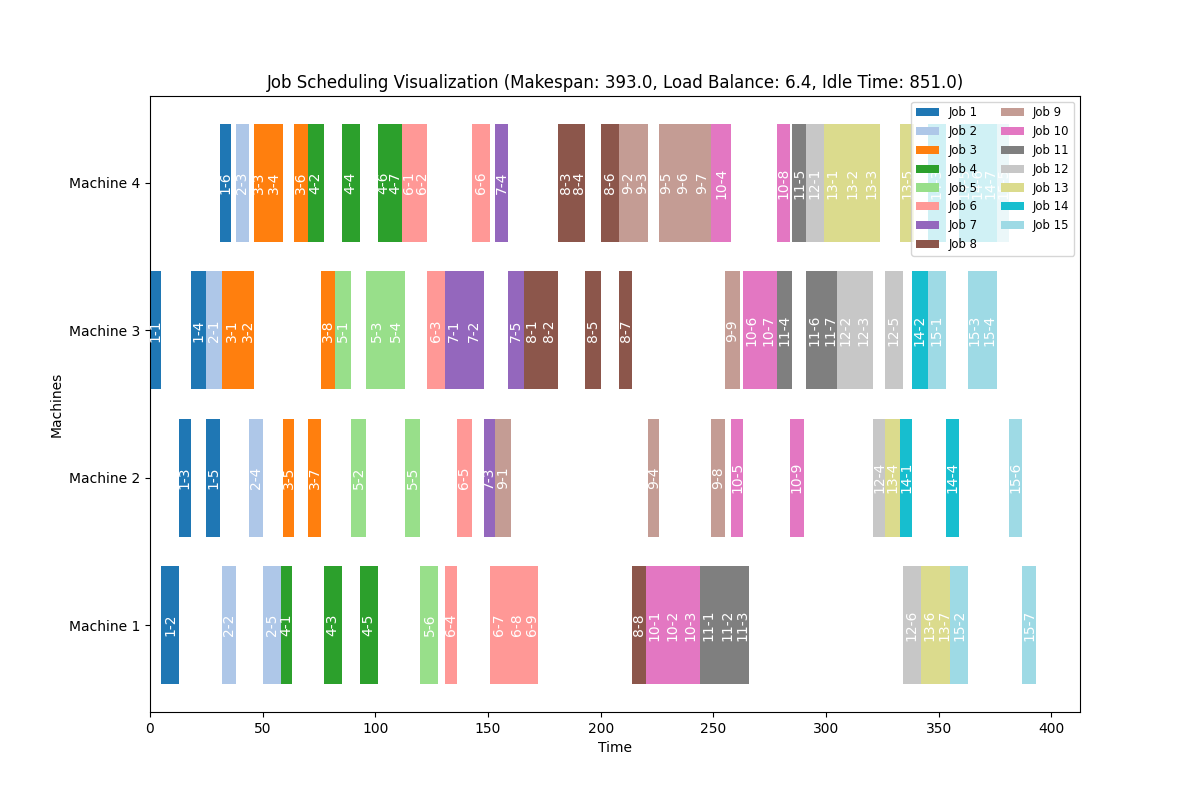 Job Scheduling Visualization (Makespan: 393.0, Load Balance: 6.4, Idle Time: 851.0)
Job 1
Job 2
Job 3
Job 4
Job 5
Job 6
Job 7
Job 8
Job 9
Job 10
Job 11
Job 12
Job 13
Job 14
Job 15
Machines
Machine 4
1-6 2-3 3-3 3-4 3-6 4-2 4-4 4-6 4-7 6-1 6-2 6-6 7-4 8-3 8-4 8-6 9-2 9-3 9-5 9-6 9-7 10-4 10-8 11-5 12-1 13-1 13-2 13-3 13-5
Machine 3
1-1 1-4 2-1 3-1 3-2 3-8 5-1 5-3 5-4 6-3 7-1 7-2 7-5 8-1 8-2 8-5 8-7 9-9 10-6 10-7 11-4 11-6 11-7 12-2 12-3 12-5 14-2 15-1 15-3 15-4
Machine 2
1-3 1-5 2-4 3-5 3-7 5-2 5-5 6-5 7-3 9-1 9-4 9-8 10-5 10-9 12-4 13-4 14-1 14-4 15-6
Machine 1
1-2 2-2 2-5 4-1 4-3 4-5 5-6 6-4 6-7 6-8 6-9 8-8 10-1 10-2 10-3 11-1 11-2 11-3 12-6 13-6 13-7 15-2 15-7
0 50 100 150 200 250 300 350 400
Time